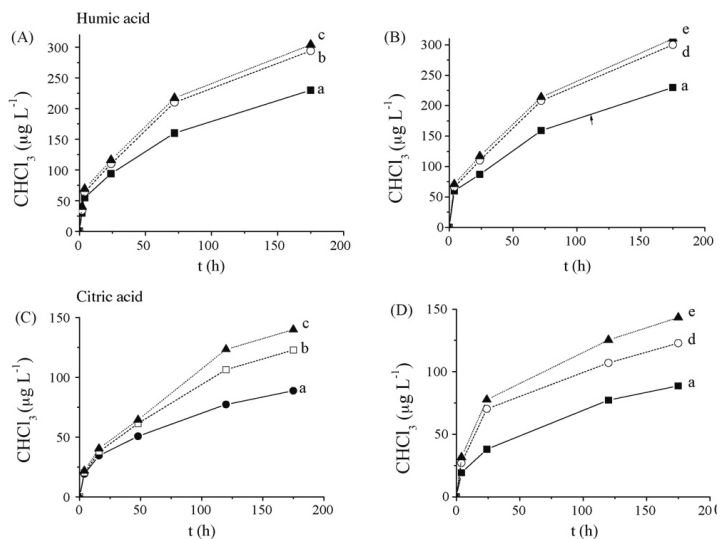 Humic acid
(A)
CHCl3 (µg L-1)
300
250
200
150
100
50
0
0 50 100 150 200
t (h)
c
b
a
(B)
CHCl3 (µg L-1)
300
250
200
150
100
50
0
0 50 100 150 200
t (h)
e
d
a
Citric acid
(C)
CHCl3 (µg L-1)
150
100
50
0
0 50 100 150 200
t (h)
c
b
a
(D)
CHCl3 (µg L-1)
150
100
50
0
0 50 100 150 200
t (h)
e
d
a